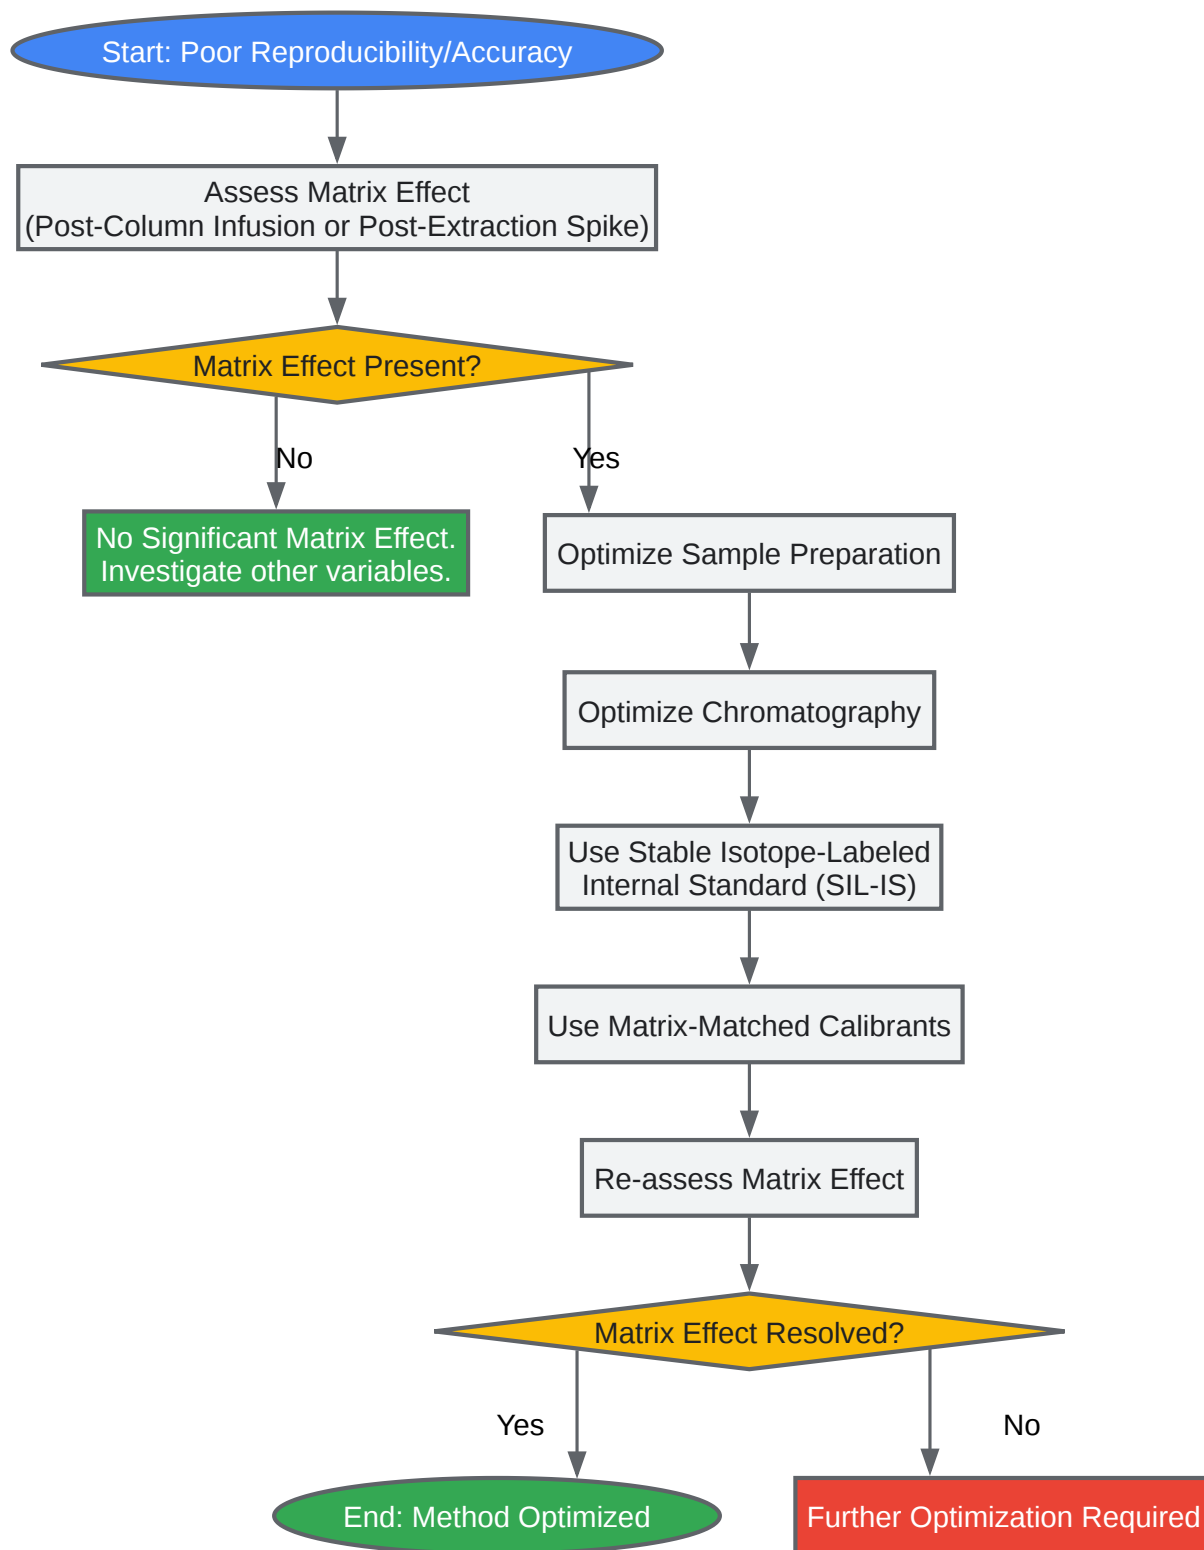 Start: Poor Reproducibility/Accuracy
Assess Matrix Effect
(Post-Column Infusion or Post-Extraction Spike)
Matrix Effect Present?
No
Yes
No Significant Matrix Effect.
Investigate other variables.
Optimize Sample Preparation
Optimize Chromatography
Use Stable Isotope-Labeled
Internal Standard (SIL-IS)
Use Matrix-Matched Calibrants
Re-assess Matrix Effect
Matrix Effect Resolved?
Yes
No
End: Method Optimized
Further Optimization Required